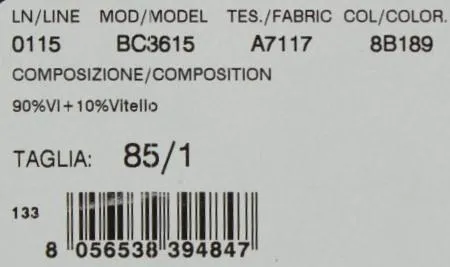 LN/LINE MOD/MODEL TES./FABRIC COL/COLOR.
0115 BC3615 A7117 8B189
COMPOSIZIONE/COMPOSITION
90%VI+10%Vitello
TAGLIA: 85/1
133
8 056538 394847